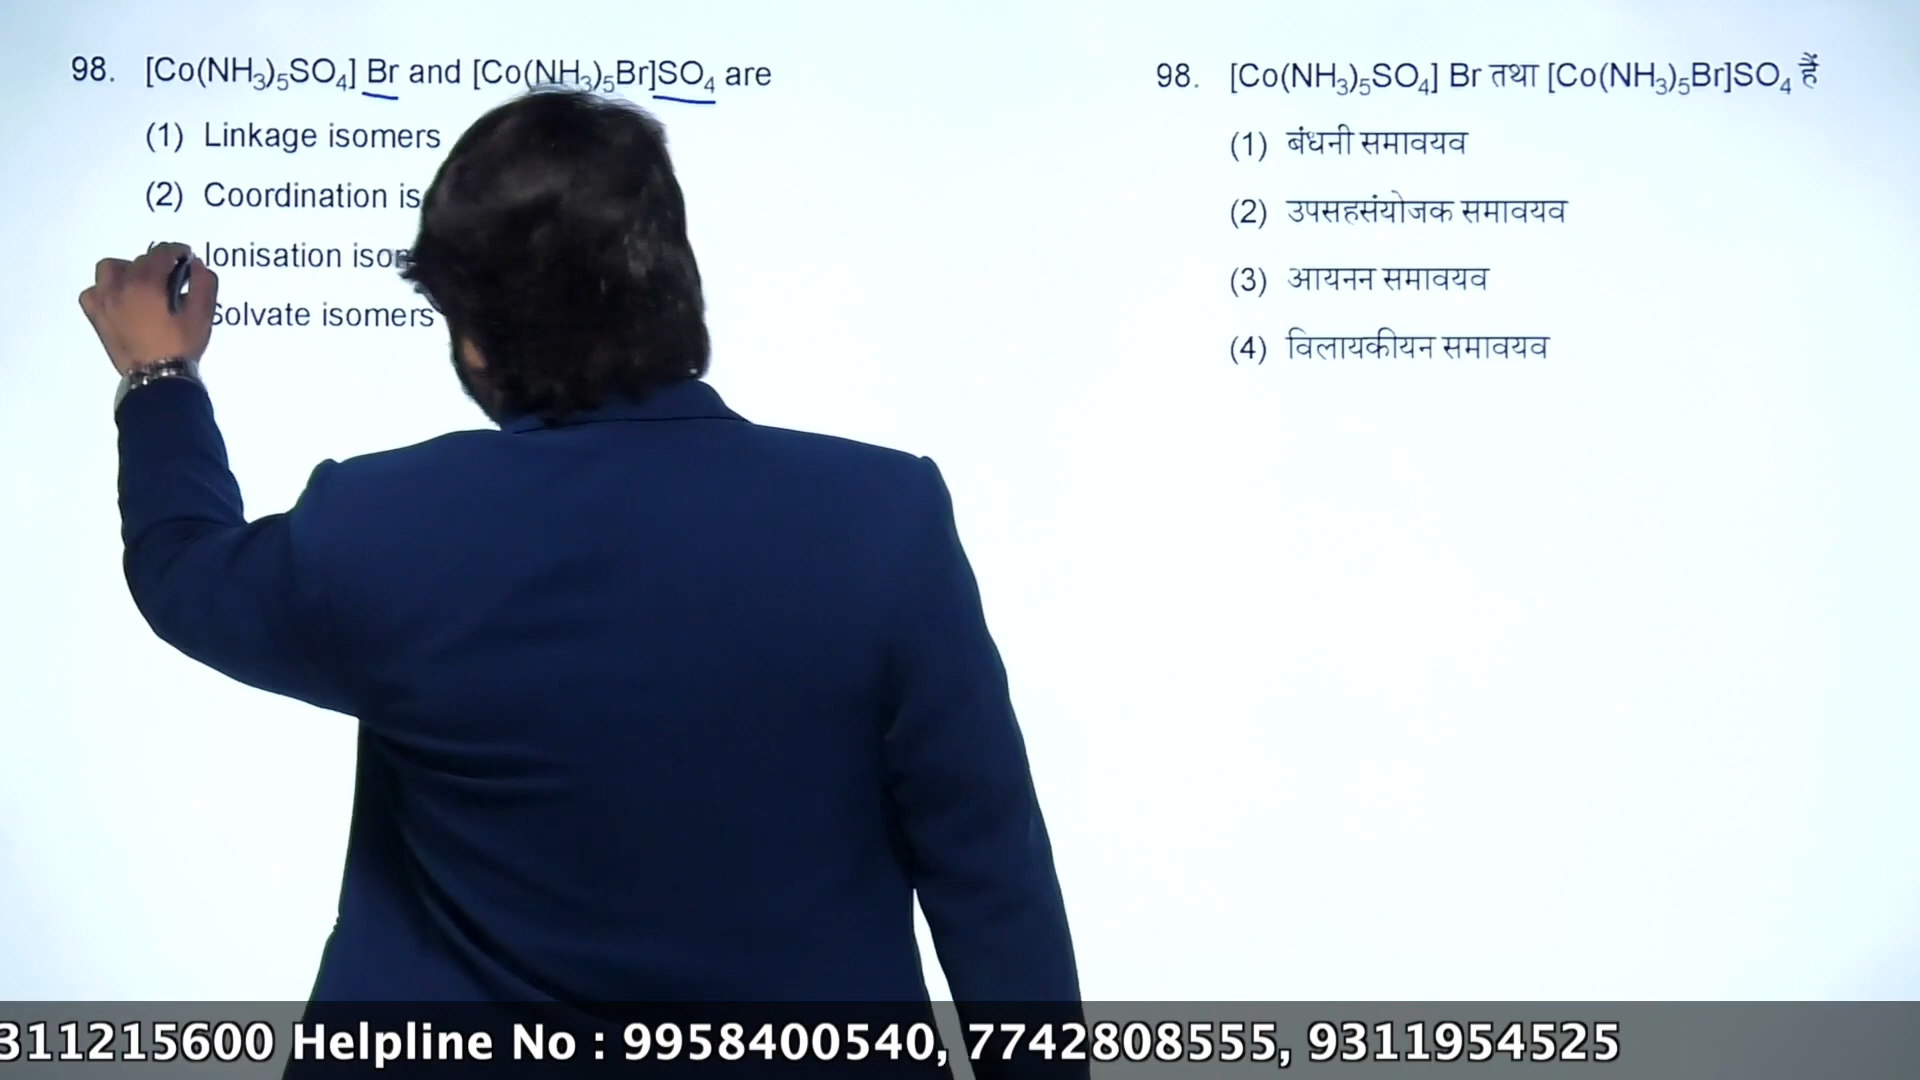 98. [Co(NH₃)₅SO₄] Br and [Co(NH₃)₅Br]SO₄ are
(1) Linkage isomers
(2) Coordination
Ionisation
Solvate isomers
98. [Co(NH₃)₅SO₄] Br तथा [Co(NH₃)₅Br]SO₄ हैं
(1) बंधनी समावयव
(2) उपसहसंयोजक समावयव
(3) आयनन समावयव
(4) विलायकीयन समावयव
311215600 Helpline No : 9958400540, 7742808555, 9311954525